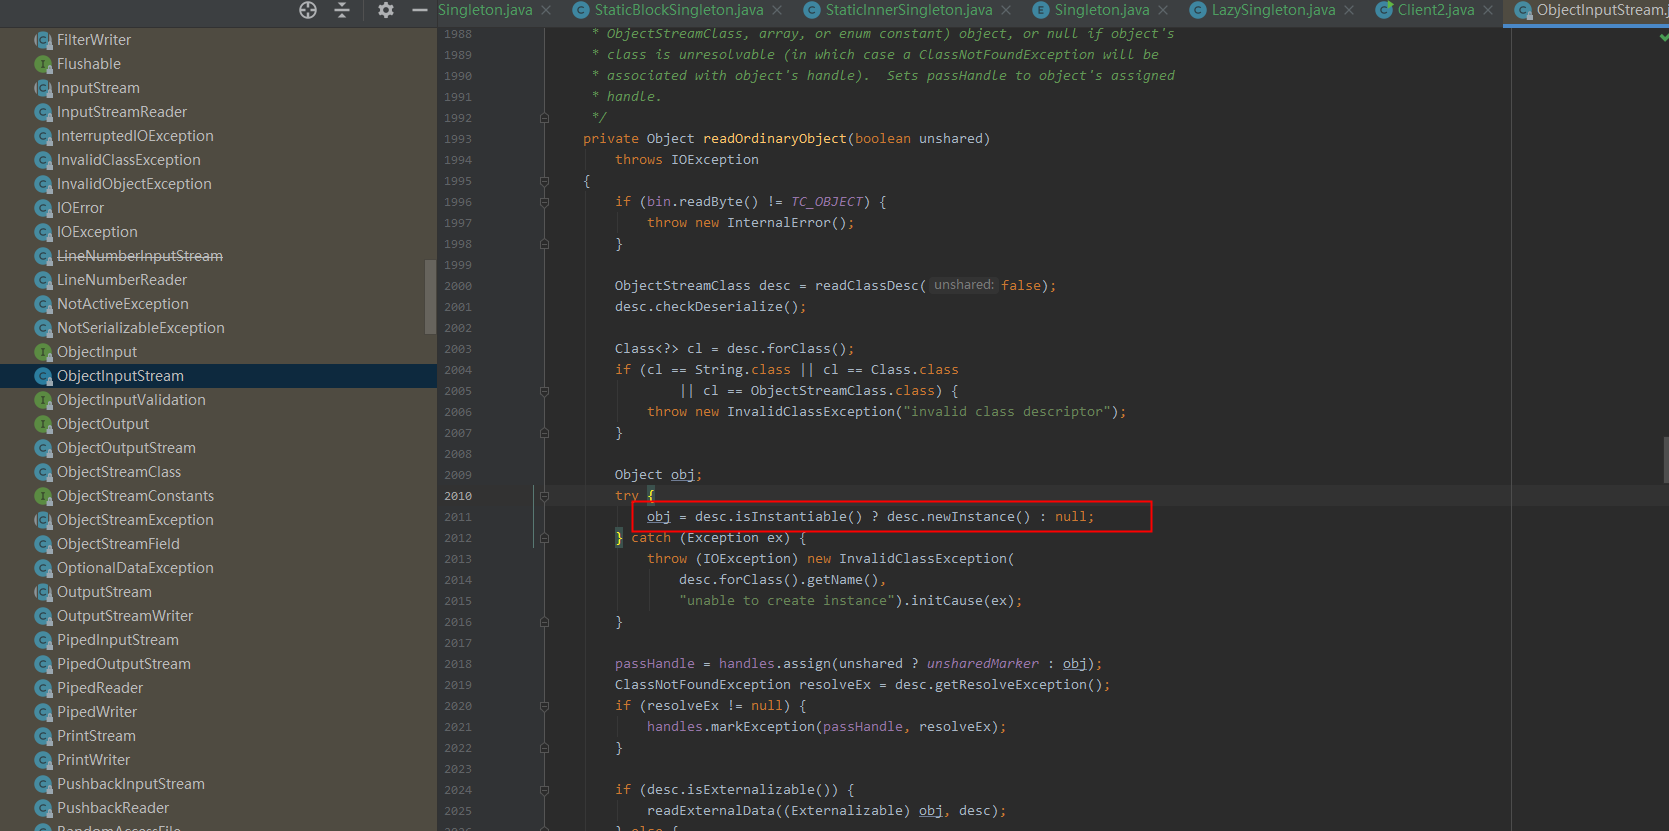 Singleton.java
StaticBlockSingleton.java
StaticInnerSingleton.java
Singleton.java
LazySingleton.java
Client2.java
ObjectInputStream.j
FilterWriter
Flushable
InputStream
InputStreamReader
InterruptedIOException
InvalidClassException
InvalidObjectException
IOError
IOException
LineNumberInputStream
LineNumberReader
NotActiveException
NotSerializableException
ObjectInput
ObjectInputStream
ObjectInputValidation
ObjectOutput
ObjectOutputStream
ObjectStreamClass
ObjectStreamConstants
ObjectStreamException
ObjectStreamField
OptionalDataException
OutputStream
OutputStreamWriter
PipedInputStream
PipedOutputStream
PipedReader
PipedWriter
PrintStream
PrintWriter
PushbackInputStream
PushbackReader
RandomAccessFile
1988 * ObjectStreamClass, array, or enum constant) object, or null if object's
1989 * class is unresolvable (in which case a ClassNotFoundException will be
1990 * associated with object's handle).  Sets passHandle to object's assigned
1991 * handle.
1992 */
1993 private Object readOrdinaryObject(boolean unshared)
1994 throws IOException
1995 {
1996 if (bin.readByte() != TC_OBJECT) {
1997 throw new InternalError();
1998 }
1999
2000 ObjectStreamClass desc = readClassDesc( unshared: false);
2001 desc.checkDeserialize();
2002
2003 Class<?> cl = desc.forClass();
2004 if (cl == String.class || cl == Class.class
2005 || cl == ObjectStreamClass.class) {
2006 throw new InvalidClassException("invalid class descriptor");
2007 }
2008
2009 Object obj;
2010 try {
2011 obj = desc.isInstantiable() ? desc.newInstance() : null;
2012 } catch (Exception ex) {
2013 throw (IOException) new InvalidClassException(
2014 desc.forClass().getName(),
2015 "unable to create instance").initCause(ex);
2016 }
2017
2018 passHandle = handles.assign(unshared ? unsharedMarker : obj);
2019 ClassNotFoundException resolveEx = desc.getResolveException();
2020 if (resolveEx != null) {
2021 handles.markException(passHandle, resolveEx);
2022 }
2023
2024 if (desc.isExternalizable()) {
2025 readExternalData((Externalizable) obj, desc);
2026 } else {